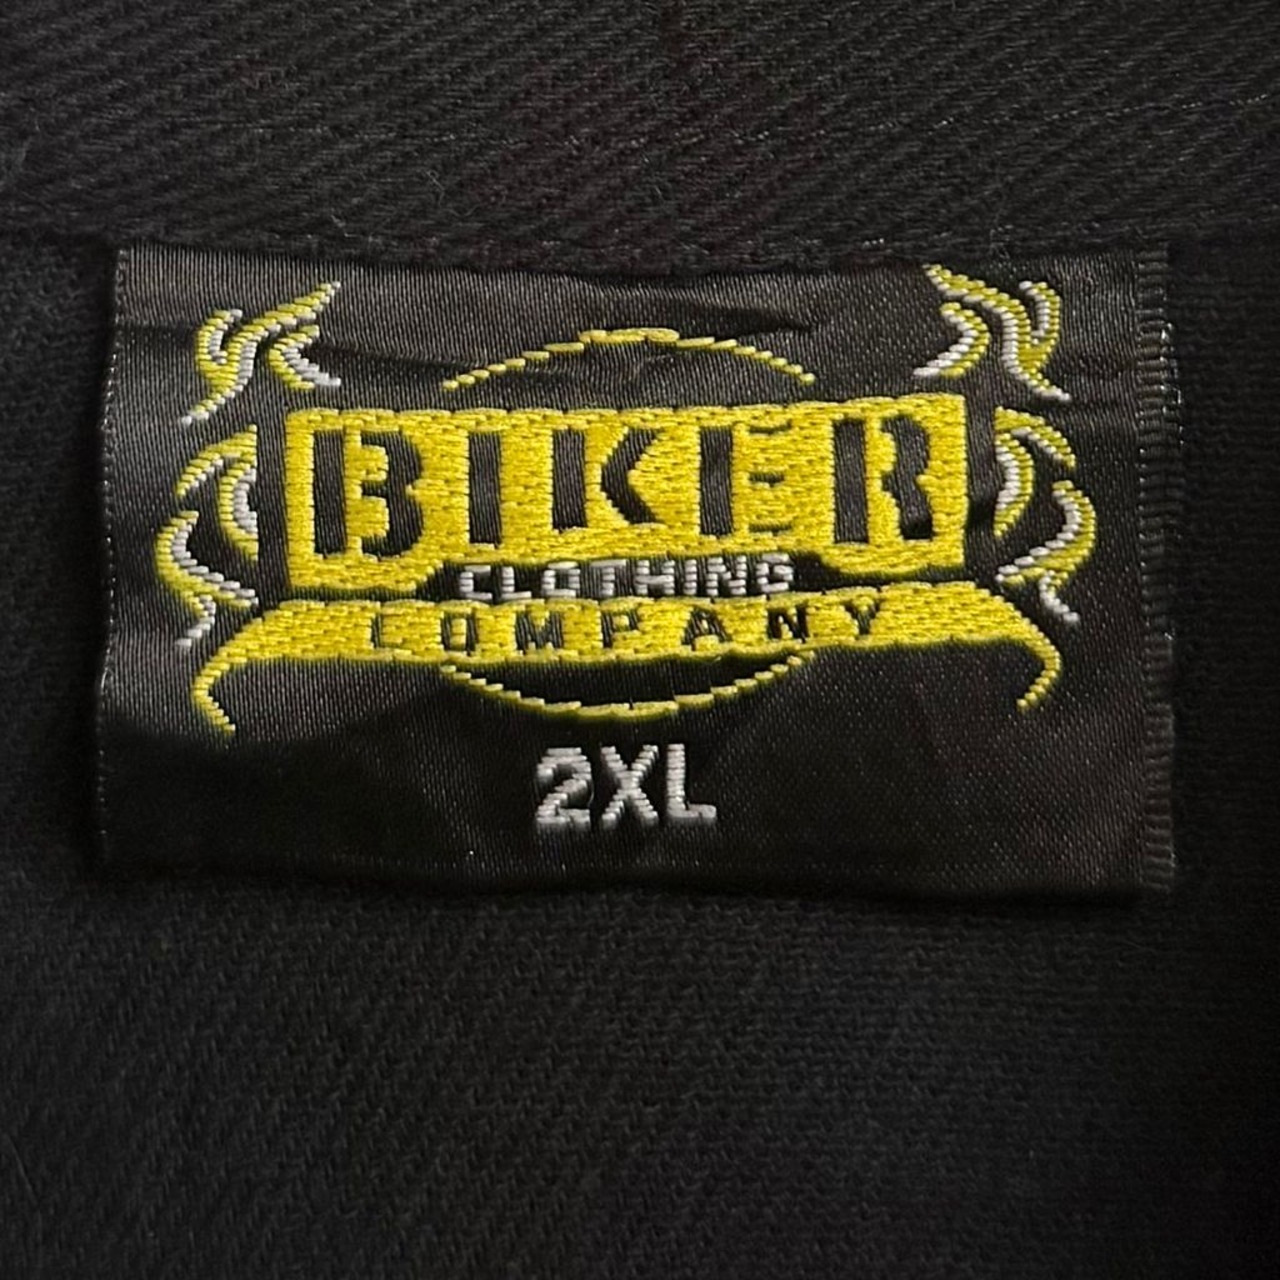 BIKER
CLOTHING
COMPANY
2XL